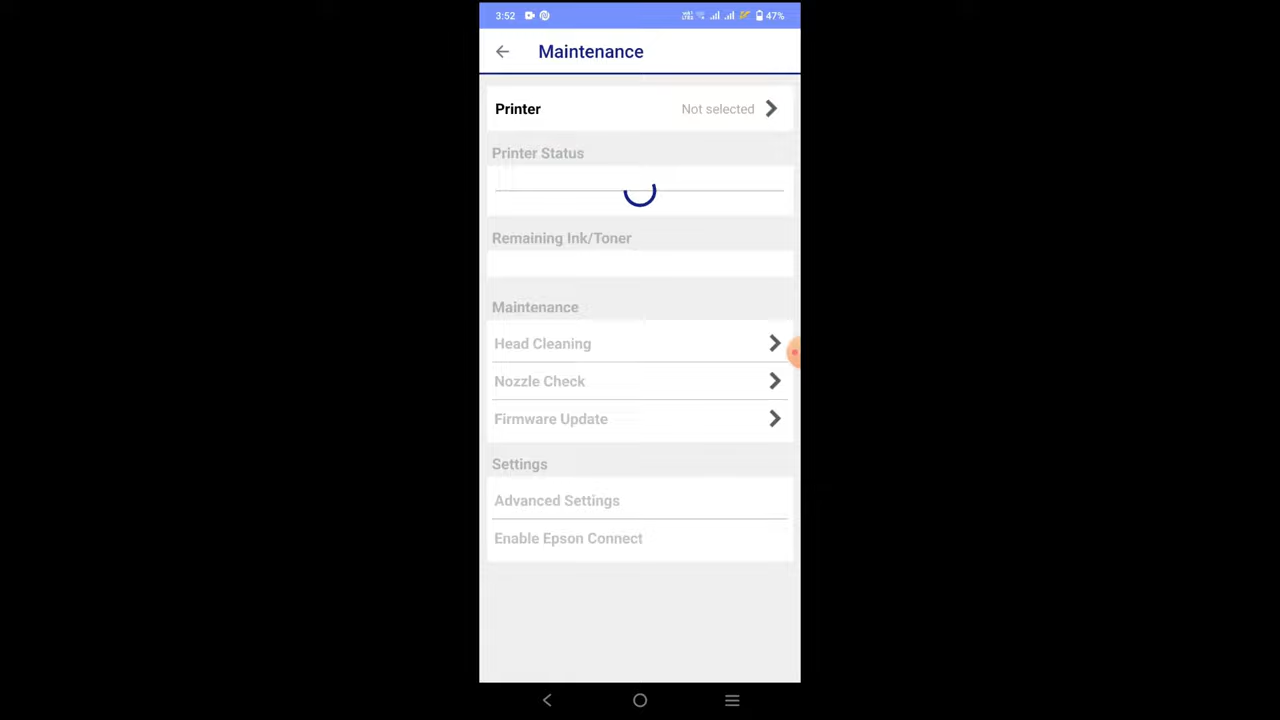 3:52 47%
Maintenance
Printer Not selected
Printer Status
Remaining Ink/Toner
Maintenance
Head Cleaning
Nozzle Check
Firmware Update
Settings
Advanced Settings
Enable Epson Connect